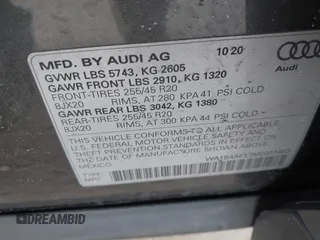 MFD. BY AUDI AG 10 20
GVWR LBS 5743, KG 2605
GAWR FRONT LBS 2910, KG 1320
FRONT-TIRES 255/45 R20
8JX20 RIMS, AT 280 KPA 41 PSI COLD
GAWR REAR LBS 3042, KG 1380
REAR-TIRES 255/45 R20
8JX20 RIMS, AT 300 KPA 44 PSI COLD
THIS VEHICLE CONFORMS TO ALL
APPLICABLE FEDERAL MOTOR VEHICLE
SAFETY, BUMPER, AND
THEFT PREVENTION
STANDARDS IN EFFECT ON THE DATE
OF MANUFACTURE SHOWN ABOVE.
MEXICO
TYPE:
Audi
DREAMBID